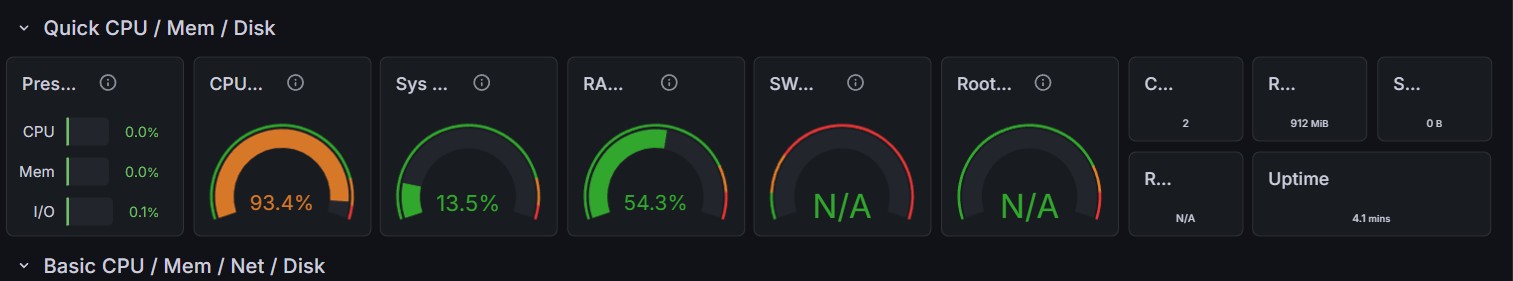 Quick CPU / Mem / Disk
Pres...
CPU 0.0%
Mem 0.0%
I/O 0.1%
CPU...
93.4%
Sys ...
13.5%
RA...
54.3%
SW...
N/A
Root...
N/A
C...
2
R...
912 MiB
S...
0 B
R...
N/A
Uptime
4.1 mins
Basic CPU / Mem / Net / Disk